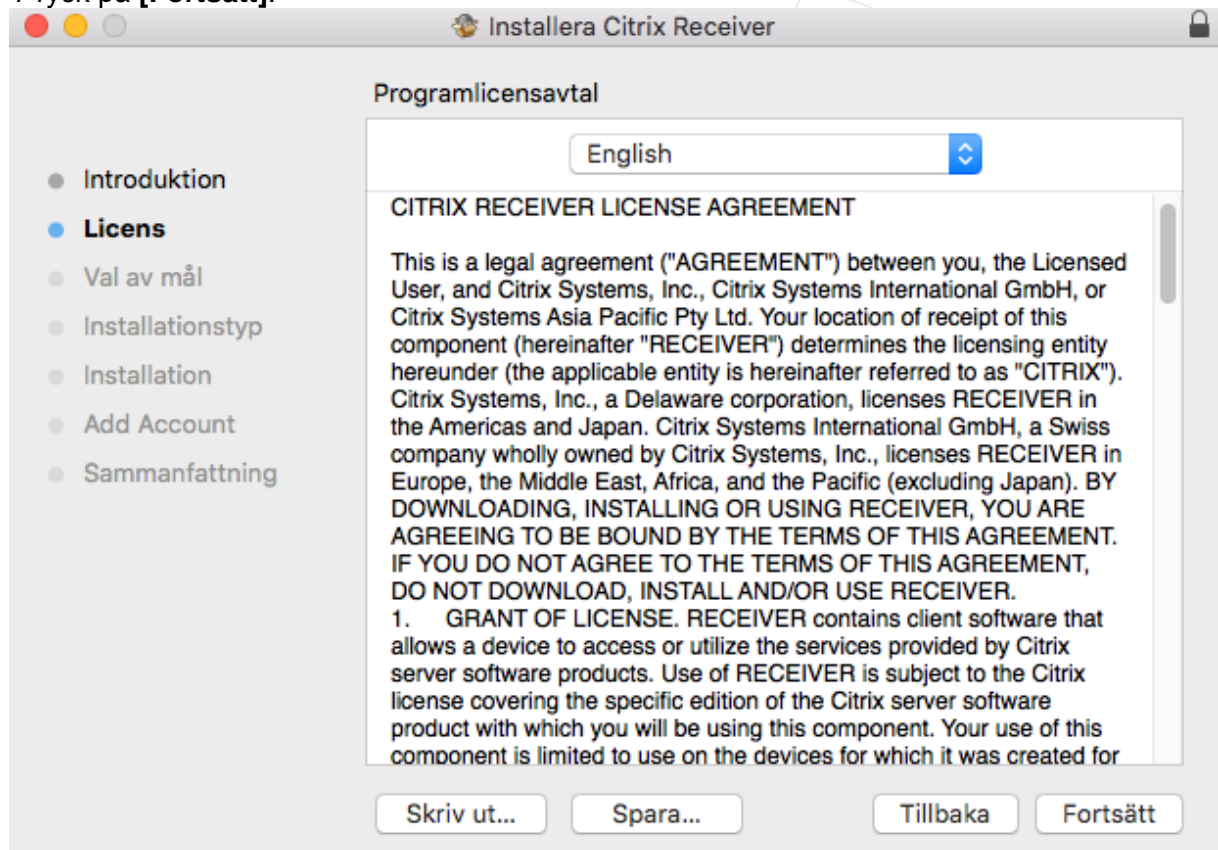 Tryck på [Fortsätt].
Installera Citrix Receiver
Programlicensavtal
English
Introduktion
Licens
Val av mål
Installationstyp
Installation
Add Account
Sammanfattning
CITRIX RECEIVER LICENSE AGREEMENT
This is a legal agreement ("AGREEMENT") between you, the Licensed
User, and Citrix Systems, Inc., Citrix Systems International GmbH, or
Citrix Systems Asia Pacific Pty Ltd. Your location of receipt of this
component (hereinafter "RECEIVER") determines the licensing entity
hereunder (the applicable entity is hereinafter referred to as "CITRIX").
Citrix Systems, Inc., a Delaware corporation, licenses RECEIVER in
the Americas and Japan. Citrix Systems International GmbH, a Swiss
company wholly owned by Citrix Systems, Inc., licenses RECEIVER in
Europe, the Middle East, Africa, and the Pacific (excluding Japan). BY
DOWNLOADING, INSTALLING OR USING RECEIVER, YOU ARE
AGREEING TO BE BOUND BY THE TERMS OF THIS AGREEMENT.
IF YOU DO NOT AGREE TO THE TERMS OF THIS AGREEMENT,
DO NOT DOWNLOAD, INSTALL AND/OR USE RECEIVER.
1. GRANT OF LICENSE. RECEIVER contains client software that
allows a device to access or utilize the services provided by Citrix
server software products. Use of RECEIVER is subject to the Citrix
license covering the specific edition of the Citrix server software
product with which you will be using this component. Your use of this
component is limited to use on the devices for which it was created for
Skriv ut...
Spara...
Tillbaka
Fortsätt